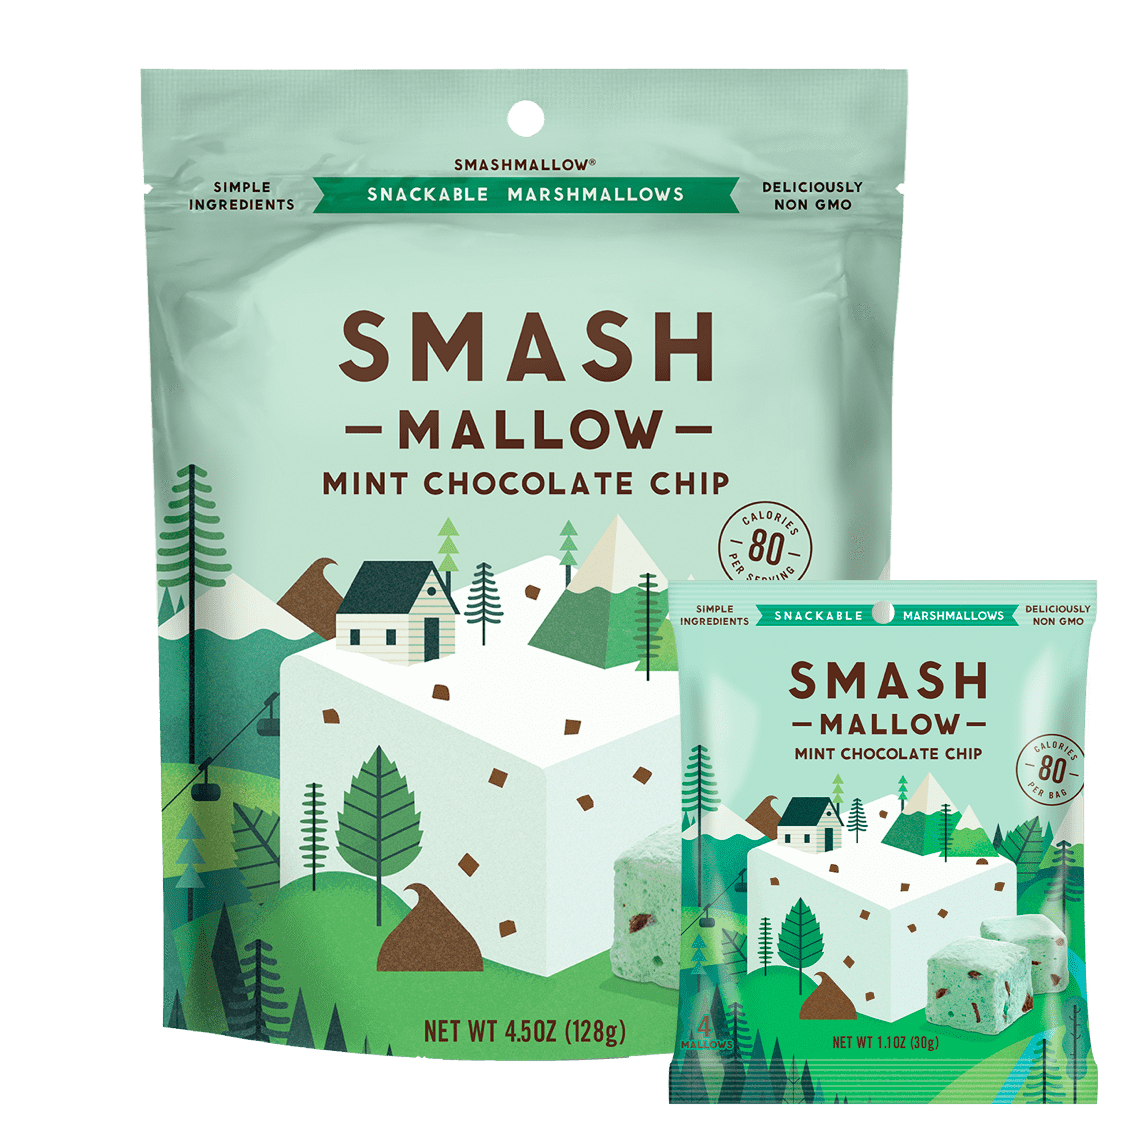 SMASHMALLOW®
SIMPLE
INGREDIENTS
SNACKABLE MARSHMALLOWS
DELICIOUSLY
NON GMO
SMASH
MALLOW
MINT CHOCOLATE CHIP
CALORIES
80
PER SERVING
NET WT 4.5OZ (128g)
SIMPLE
INGREDIENTS
SNACKABLE MARSHMALLOWS
DELICIOUSLY
NON GMO
SMASH
MALLOW
MINT CHOCOLATE CHIP
CALORIES
80
PER BAG
4
MALLOWS
NET WT 1.1OZ (30g)